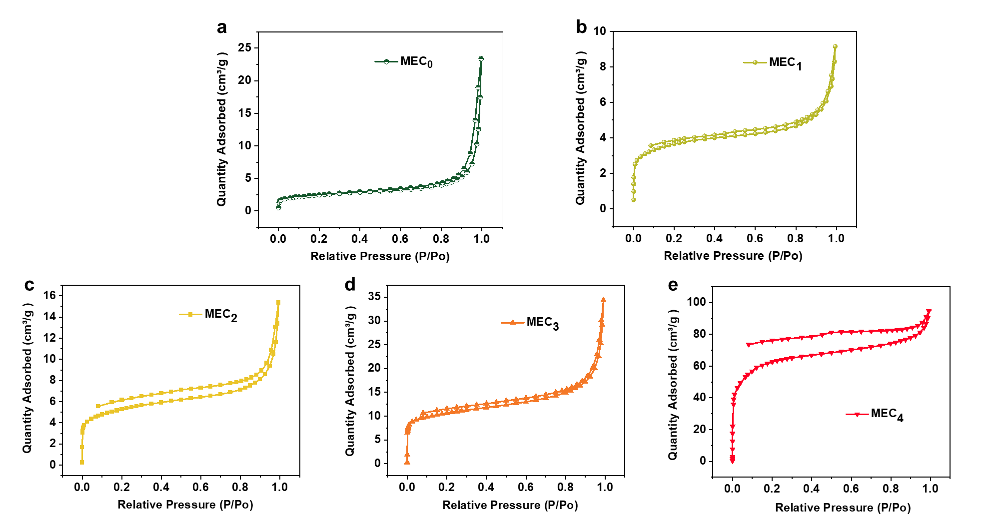 a
25
20
15
10
5
0
Quantity Adsorbed (cm³/g )
MEC₀
0.0 0.2 0.4 0.6 0.8 1.0
Relative Pressure (P/Po)
b
10
8
6
4
2
0
Quantity Adsorbed (cm³/g )
MEC₁
0.0 0.2 0.4 0.6 0.8 1.0
Relative Pressure (P/Po)
c
16
14
12
10
8
6
4
2
0
Quantity Adsorbed (cm³/g )
MEC₂
0.0 0.2 0.4 0.6 0.8 1.0
Relative Pressure (P/Po)
d
35
30
25
20
15
10
5
0
Quantity Adsorbed (cm³/g )
MEC₃
0.0 0.2 0.4 0.6 0.8 1.0
Relative Pressure (P/Po)
e
100
80
60
40
20
0
Quantity Adsorbed (cm³/g )
MEC₄
0.0 0.2 0.4 0.6 0.8 1.0
Relative Pressure (P/Po)